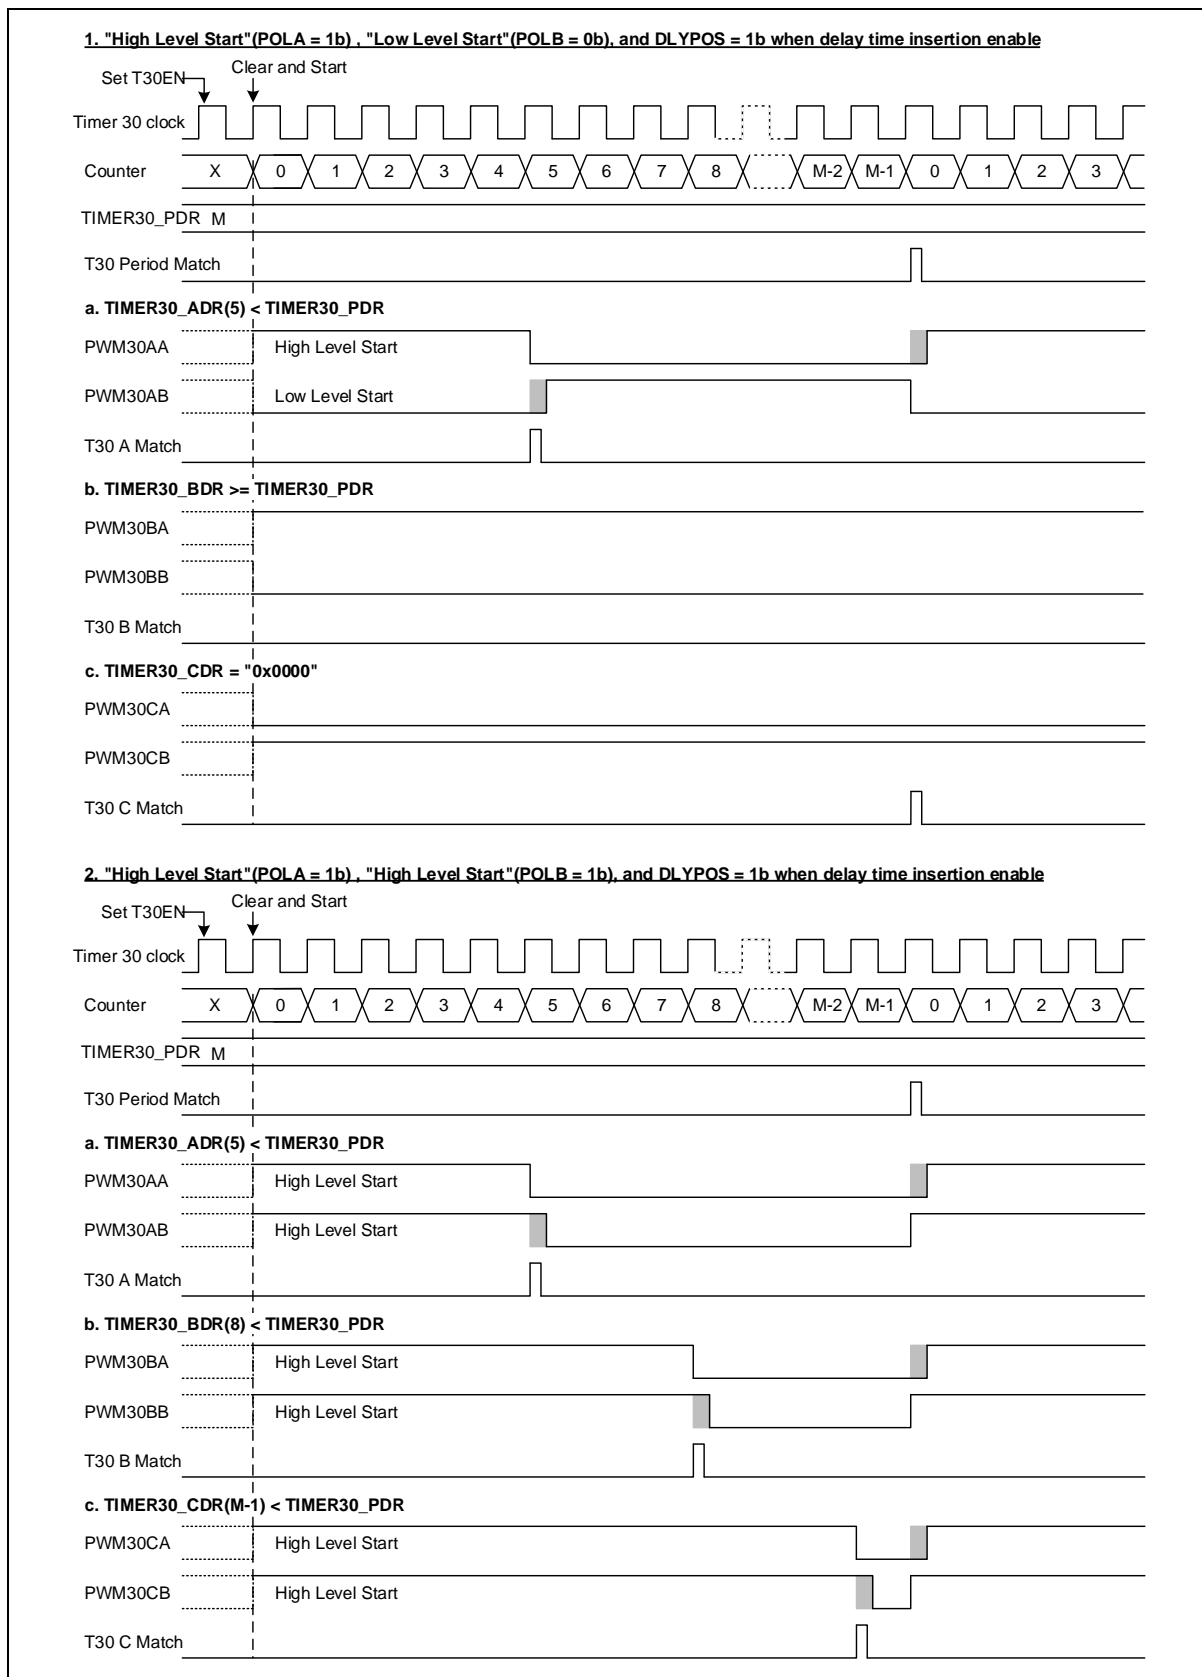 1. "High Level Start"(POLA = 1b) , "Low Level Start"(POLB = 0b), and DLYPOS = 1b when delay time insertion enable
Set T30EN
Clear and Start
Timer 30 clock
Counter X 0 1 2 3 4 5 6 7 8 M-2 M-1 0 1 2 3
TIMER30_PDR M
T30 Period Match
a. TIMER30_ADR(5) < TIMER30_PDR
PWM30AA High Level Start
PWM30AB Low Level Start
T30 A Match
b. TIMER30_BDR >= TIMER30_PDR
PWM30BA
PWM30BB
T30 B Match
c. TIMER30_CDR = "0x0000"
PWM30CA
PWM30CB
T30 C Match
2. "High Level Start"(POLA = 1b) , "High Level Start"(POLB = 1b), and DLYPOS = 1b when delay time insertion enable
Set T30EN
Clear and Start
Timer 30 clock
Counter X 0 1 2 3 4 5 6 7 8 M-2 M-1 0 1 2 3
TIMER30_PDR M
T30 Period Match
a. TIMER30_ADR(5) < TIMER30_PDR
PWM30AA High Level Start
PWM30AB High Level Start
T30 A Match
b. TIMER30_BDR(8) < TIMER30_PDR
PWM30BA High Level Start
PWM30BB High Level Start
T30 B Match
c. TIMER30_CDR(M-1) < TIMER30_PDR
PWM30CA High Level Start
PWM30CB High Level Start
T30 C Match